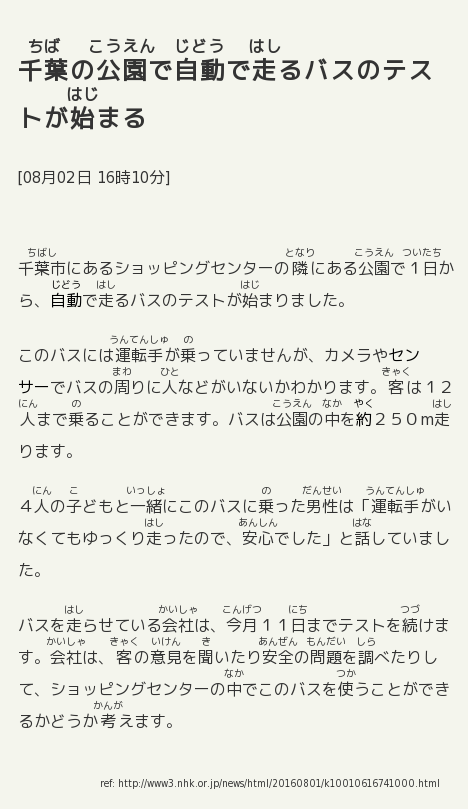 千葉の公園で自動で走るバスのテス
トが始まる
[08月02日 16時10分]
千葉市にあるショッピングセンターの隣にある公園で１日か
ら、自動で走るバスのテストが始まりました。
このバスには運転手が乗っていませんが、カメラやセン
サーでバスの周りに人などがいないかわかります。客は１２
人まで乗ることができます。バスは公園の中を約２５０m走
ります。
４人の子どもと一緒にこのバスに乗った男性は「運転手がい
なくてもゆっくり走ったので、安心でした」と話していまし
た。
バスを走らせている会社は、今月１１日までテストを続けま
す。会社は、客の意見を聞いたり安全の問題を調べたりし
て、ショッピングセンターの中でこのバスを使うことができ
るかどうか考えます。
ref: http://www3.nhk.or.jp/news/html/20160801/k10010616741000.html